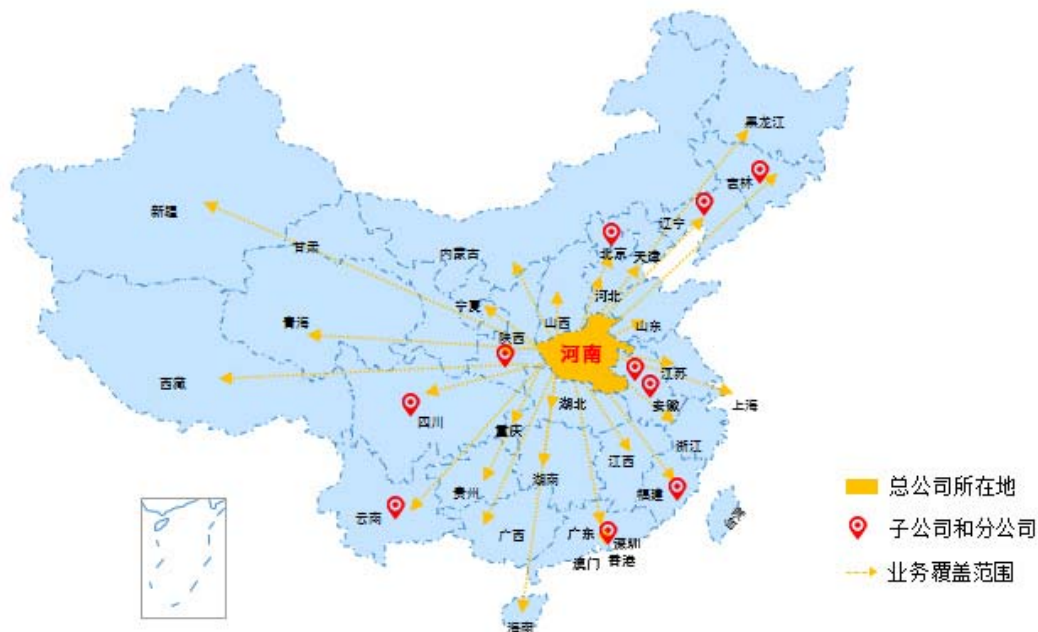 黑龙江
吉林
新疆
辽宁
甘肃
内蒙古
北京
天津
河北
宁夏
青海
山西
山东
陕西
河南
西藏
江苏
湖北
安徽
上海
四川
重庆
浙江
江西
贵州
湖南
福建
云南
广西
广东
深圳
台湾
澳门
香港
海南
总公司所在地
子公司和分公司
业务覆盖范围